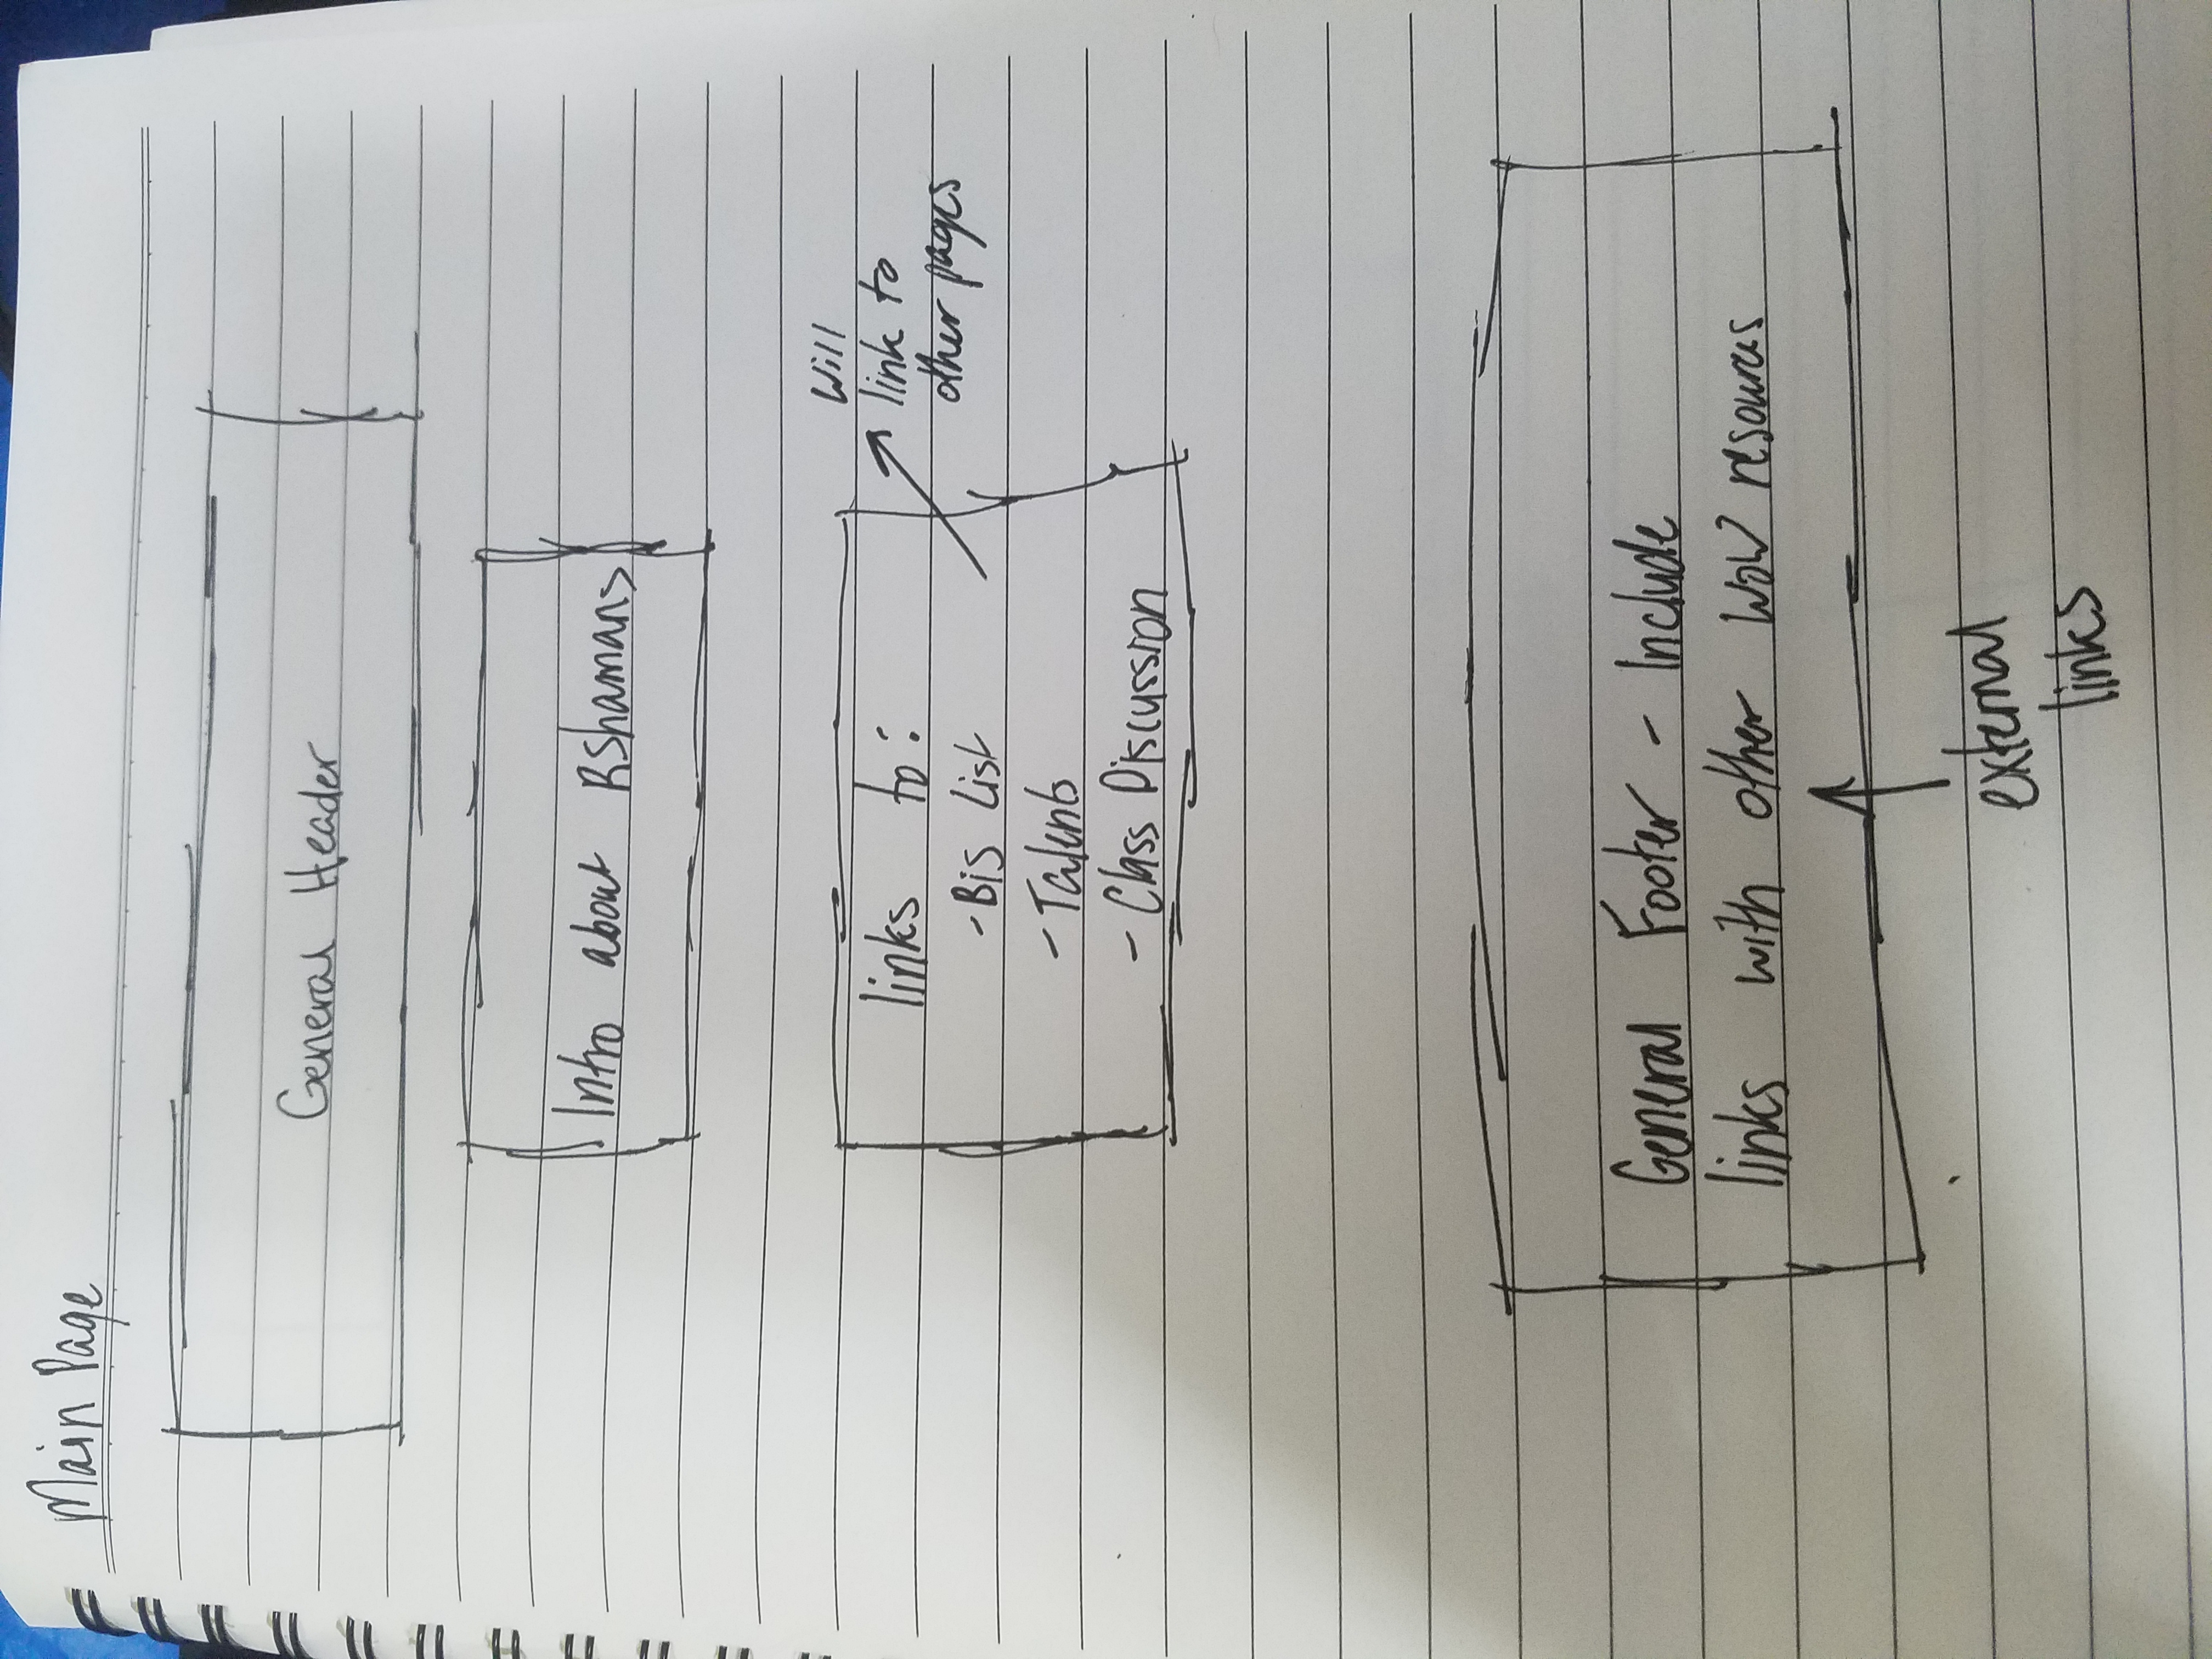 Main Page
General Header
Intro about RShamans
links to:
- Bis List
- Talents
- Class Discussion
Will
link to
other pages
General Footer - Include
links with other WoW resources
external
links